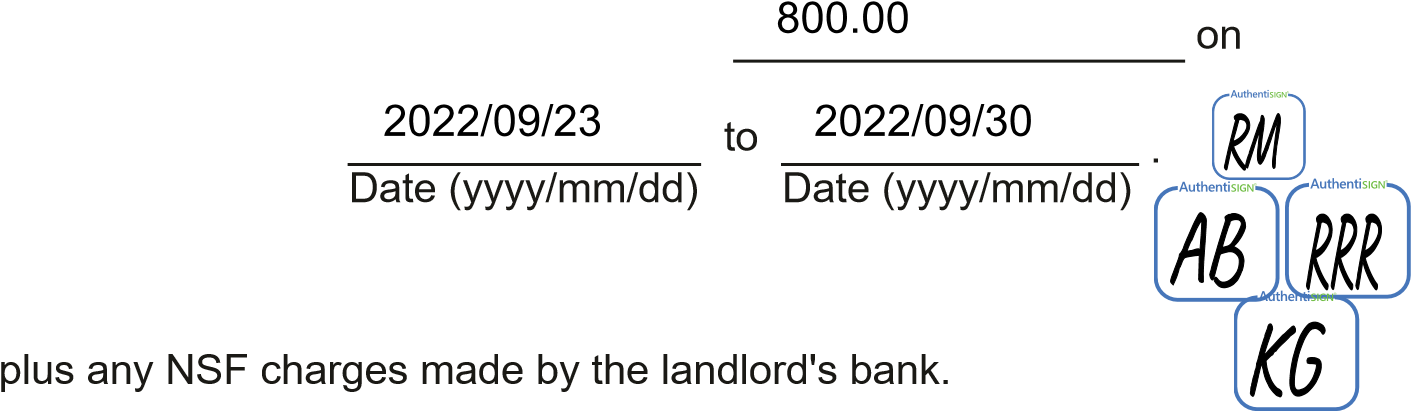 800.00 on
2022/09/23 to 2022/09/30 .
Date (yyyy/mm/dd) Date (yyyy/mm/dd)
AuthentiSIGN
RM
AuthentiSIGN AuthentiSIGN
AB RRR
AuthentiSIGN
KG
plus any NSF charges made by the landlord's bank.